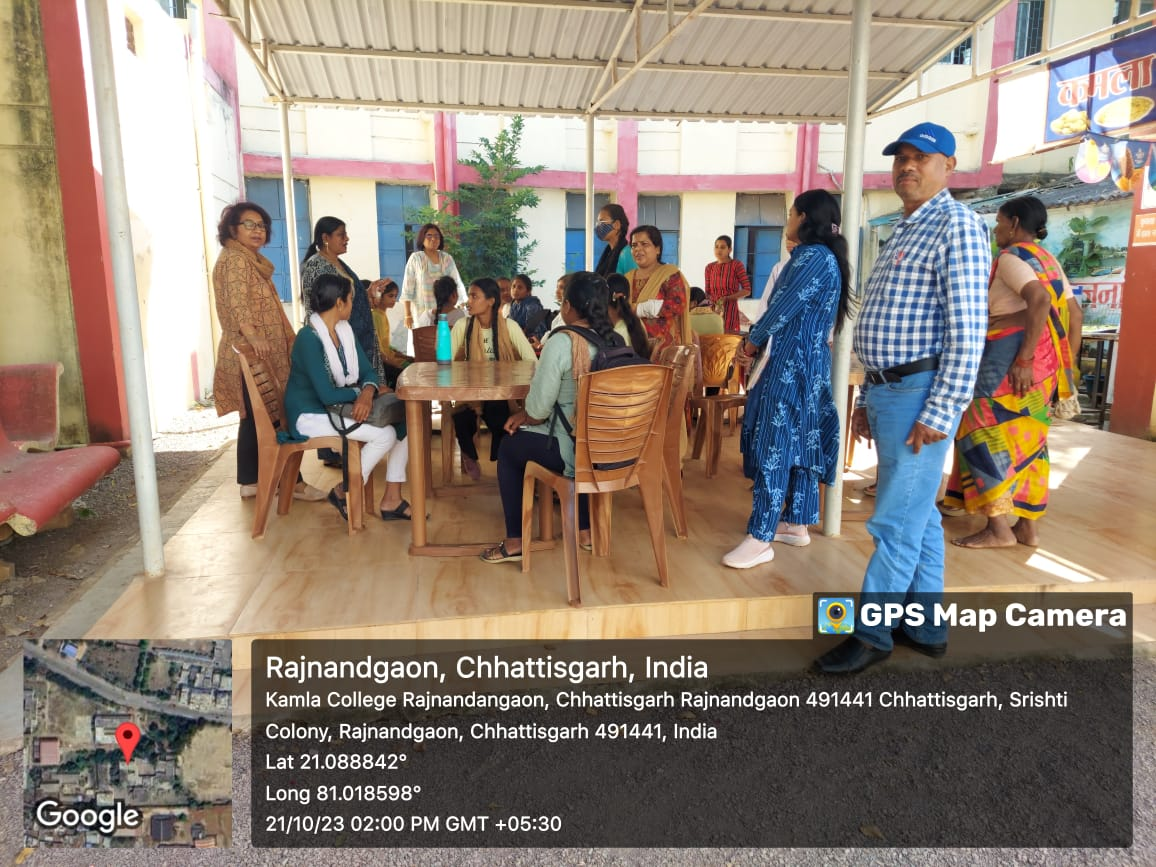 कमला
GPS Map Camera
Rajnandgaon, Chhattisgarh, India
Kamla College Rajnandangaon, Chhattisgarh Rajnandgaon 491441 Chhattisgarh, Srishti
Colony, Rajnandgaon, Chhattisgarh 491441, India
Lat 21.088842°
Long 81.018598°
21/10/23 02:00 PM GMT +05:30
Google